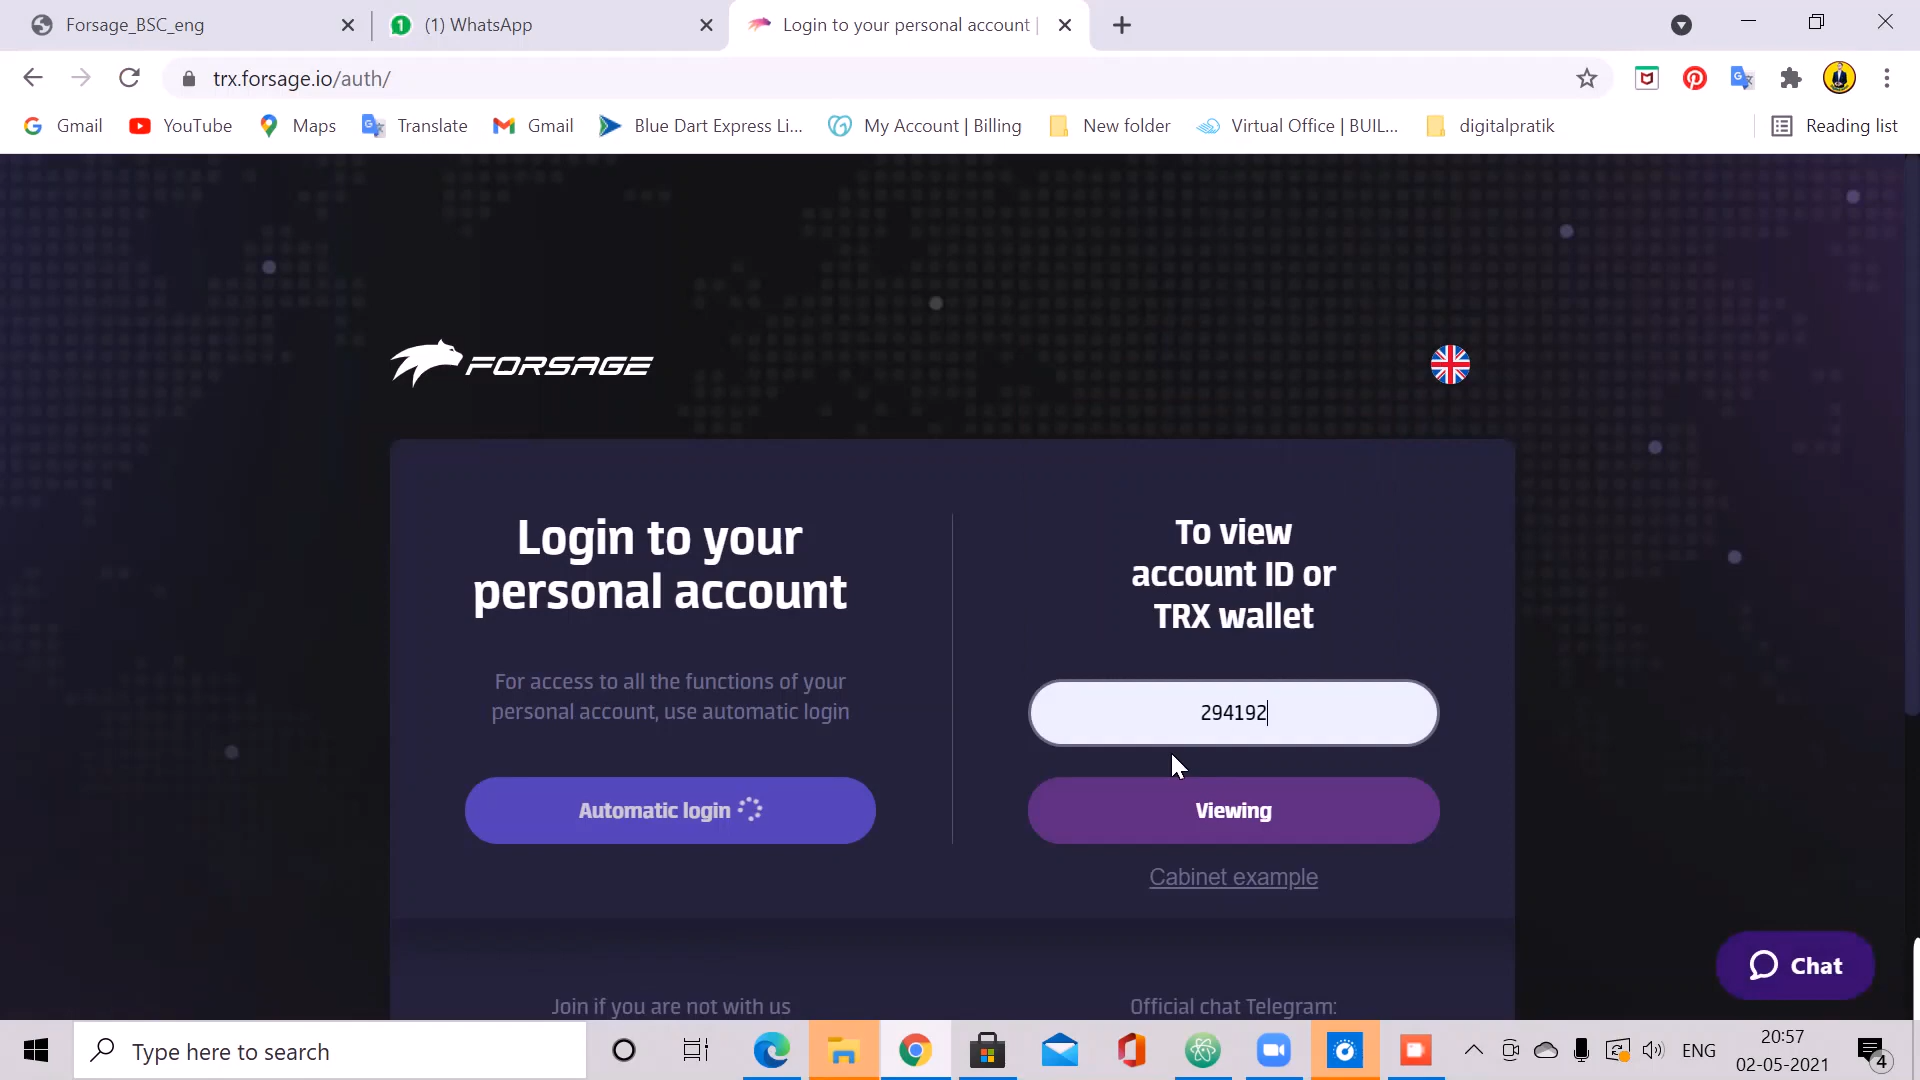 Forsage_BSC_eng
1
(1) WhatsApp
Login to your personal account |
trx.forsage.io/auth/
Gmail
YouTube
Maps
Translate
Gmail
Blue Dart Express Li...
My Account | Billing
New folder
Virtual Office | BUIL...
digitalpratik
Reading list
FORSAGE
Login to your
personal account
For access to all the functions of your
personal account, use automatic login
Automatic login
To view
account ID or
TRX wallet
294192
Viewing
Cabinet example
Join if you are not with us
Official chat Telegram:
Chat
Type here to search
ENG
20:57
02-05-2021
4